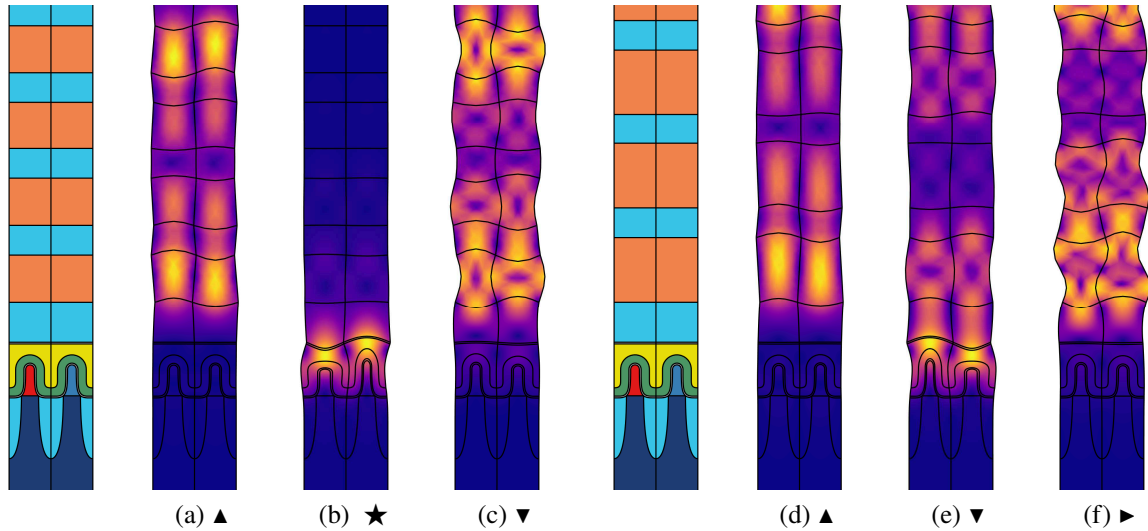 (a) ▲ (b) ★ (c) ▼ (d) ▲ (e) ▼ (f) ►